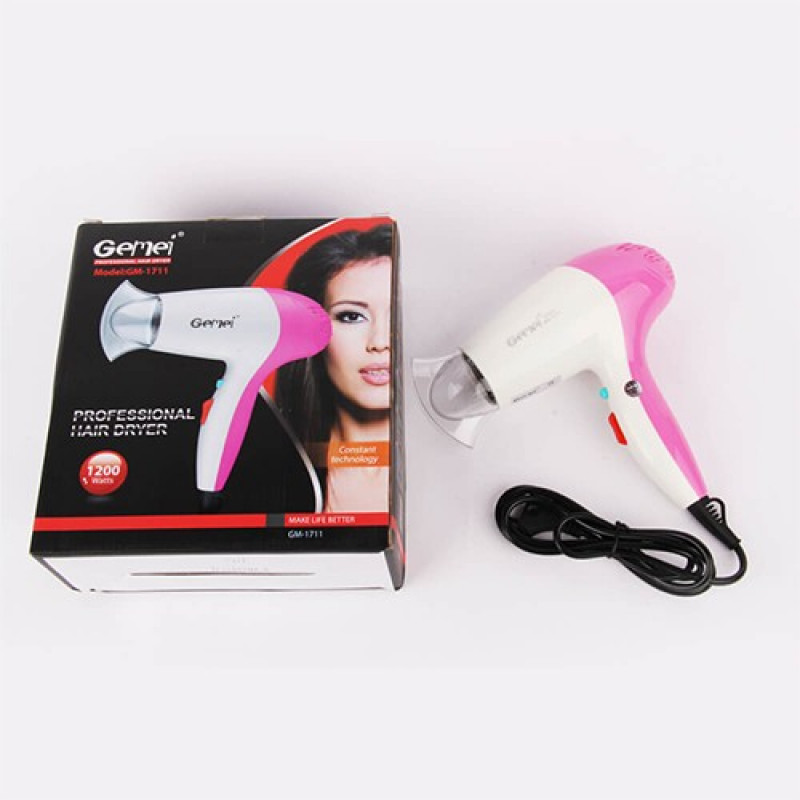 Gemei®
PROFESSIONAL HAIR DRYER
Model:GM-1711
Gemei
PROFESSIONAL
HAIR DRYER
1200
Watts
Constant
technology
MAKE LIFE BETTER
GM-1711
Gemei